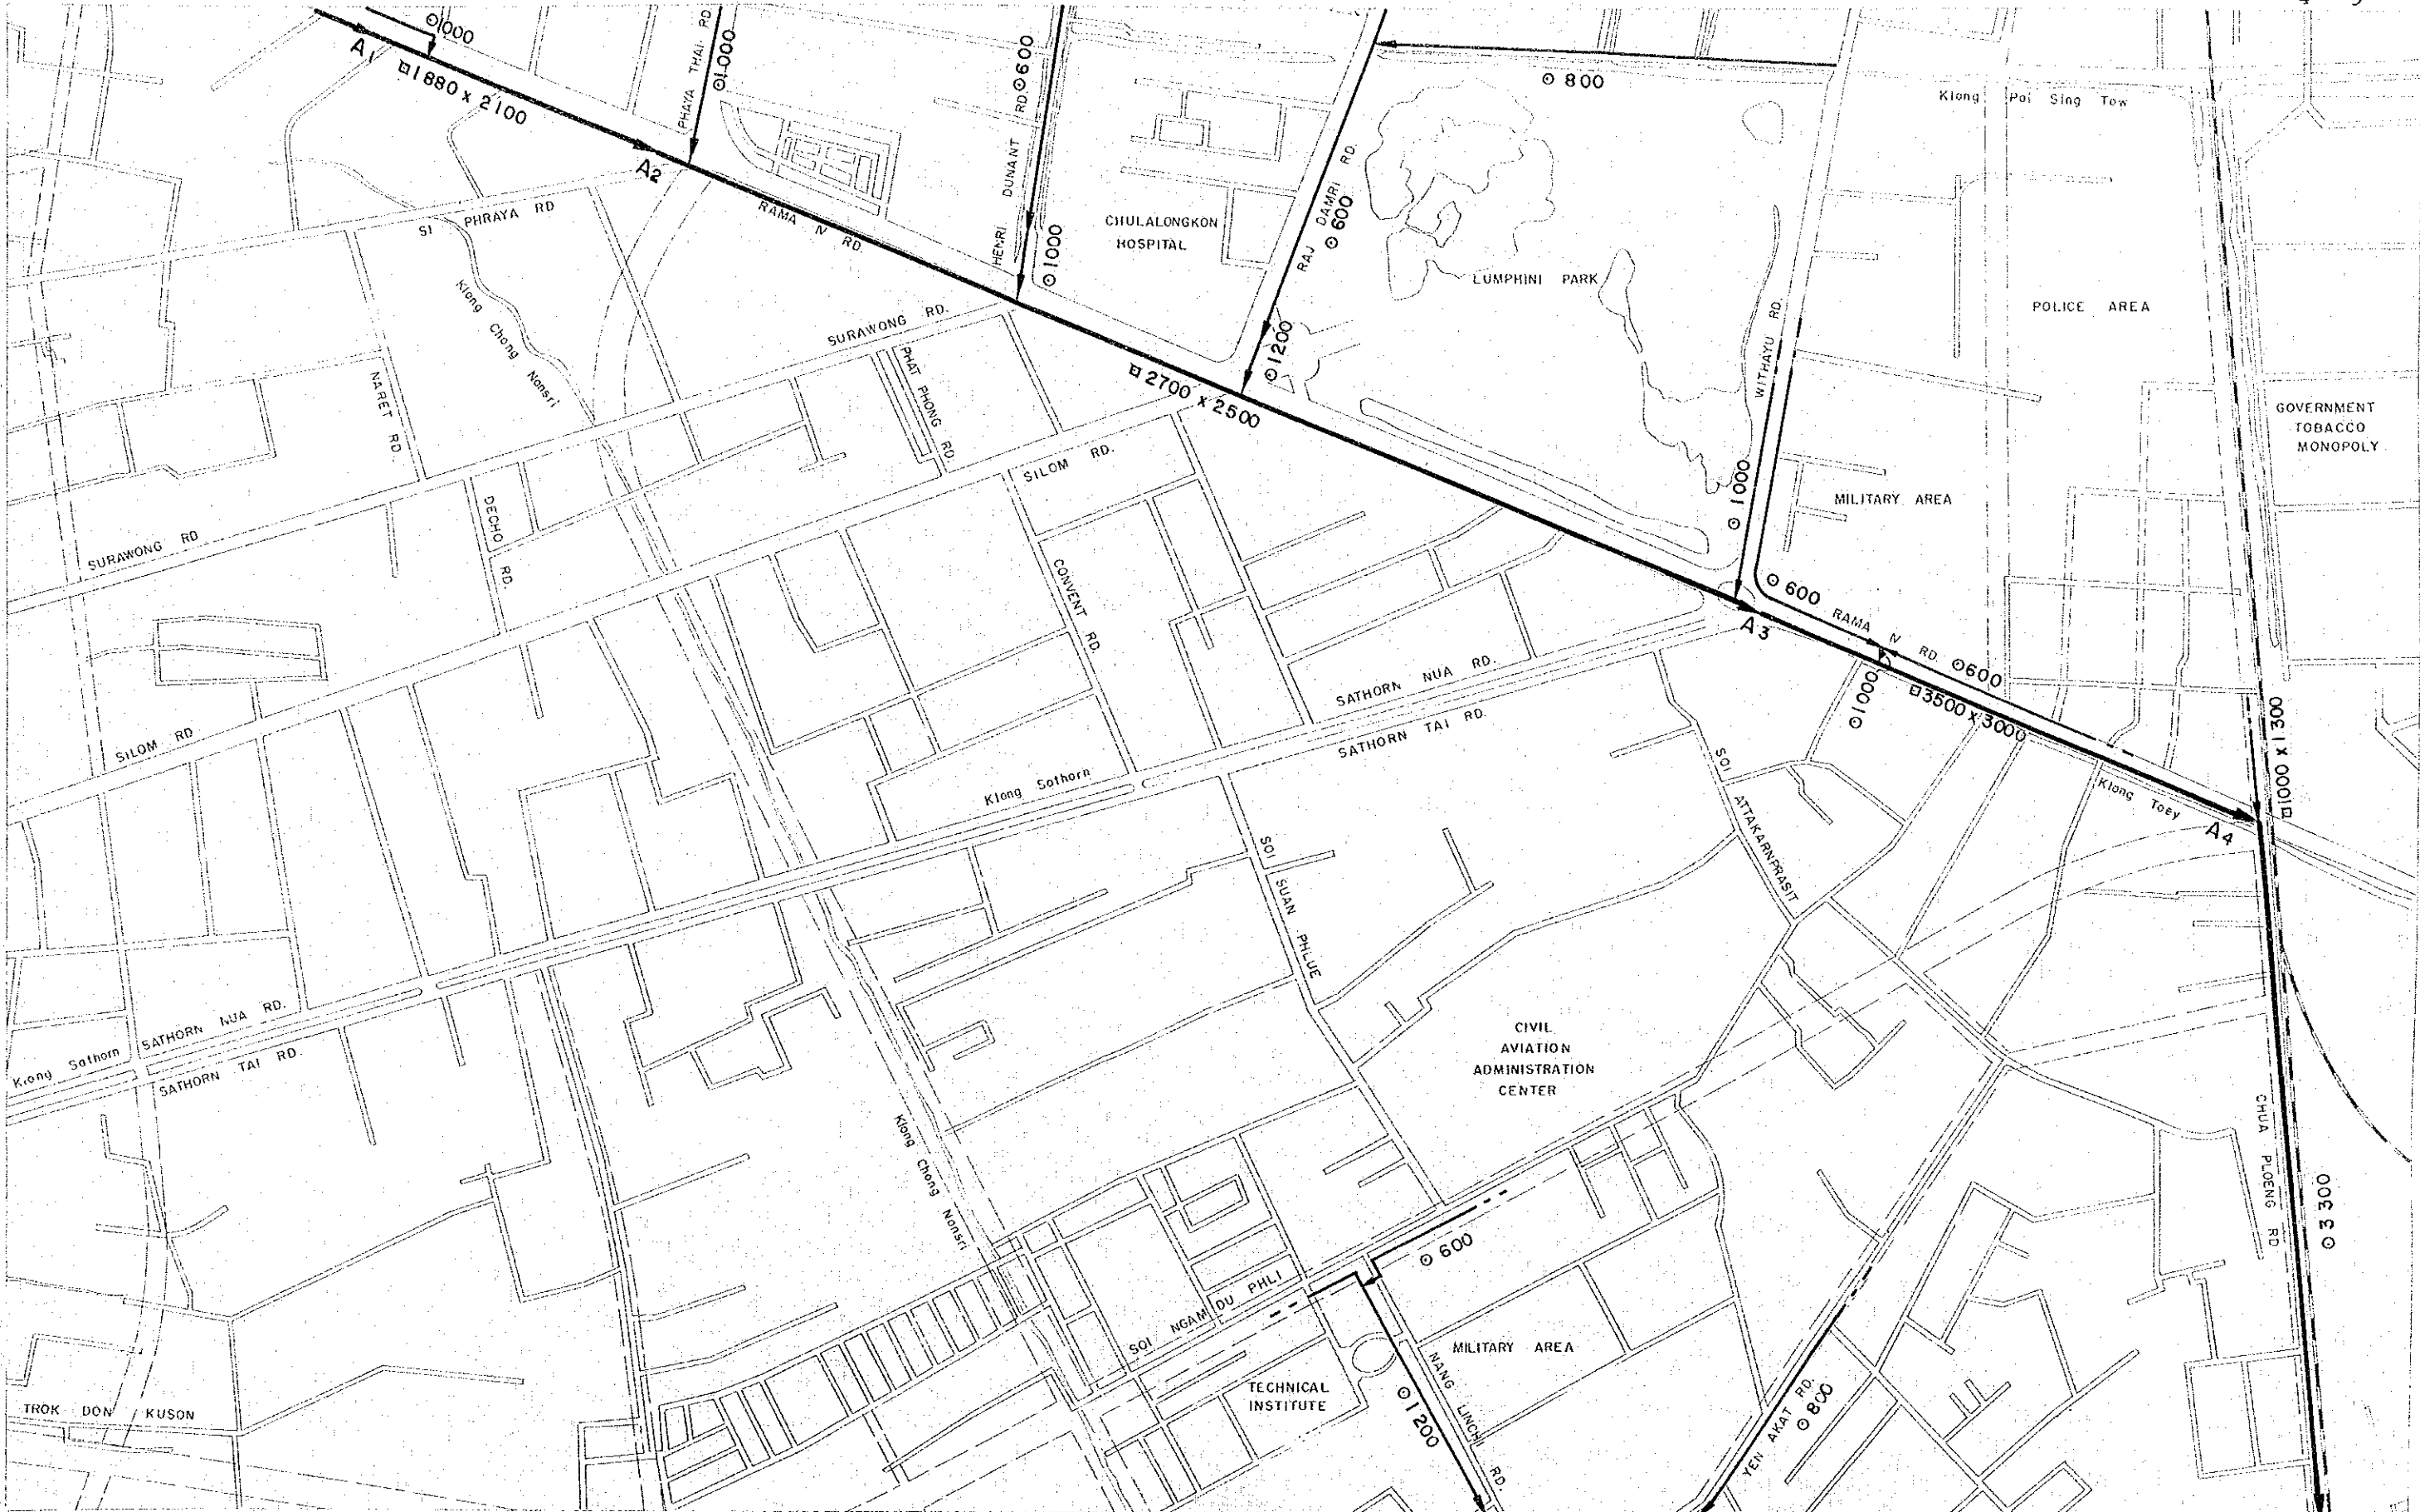 ⊙1000
A1
⊡1880 x 2100
PHAYA THAI RD.
⊙1000
A2
HENRI DUNANT RD.
⊙600
⊙1000
CHULALONGKON
HOSPITAL
RAJ DAMRI RD.
⊙600
⊙1200
⊙ 800
LUMPHINI PARK
Klong Poi Sing Tow
POLICE AREA
WITHAYU RD.
⊙1000
GOVERNMENT
TOBACCO
MONOPOLY
MILITARY AREA
SI PHRAYA RD
RAMA IV RD.
Klong Chong Nonsri
SURAWONG RD.
PHAT PHONG RD.
⊡2700 x 2500
NARET RD.
SILOM RD.
DECHO RD.
SURAWONG RD
CONVENT RD.
⊙ 600
RAMA IV RD.
⊙600
A3
⊙1000
⊡3500 x 3000
⊡1000 x 1300
SATHORN NUA RD.
SATHORN TAI RD.
SILOM RD
Klong Sathorn
SOI ATTAKARNPRASIT
Klong Toey
A4
SOI SUAN PHLUE
CIVIL
AVIATION
ADMINISTRATION
CENTER
SATHORN NUA RD.
Klong Sathorn
SATHORN TAI RD.
Klong Chong Nonsri
CHUA PLOENG RD
⊙3300
⊙ 600
SOI NGAM DU PHLI
MILITARY AREA
TECHNICAL
INSTITUTE
NANG LINCHI RD.
⊙1200
YEN AKAT RD.
⊙800
TROK DON KUSON